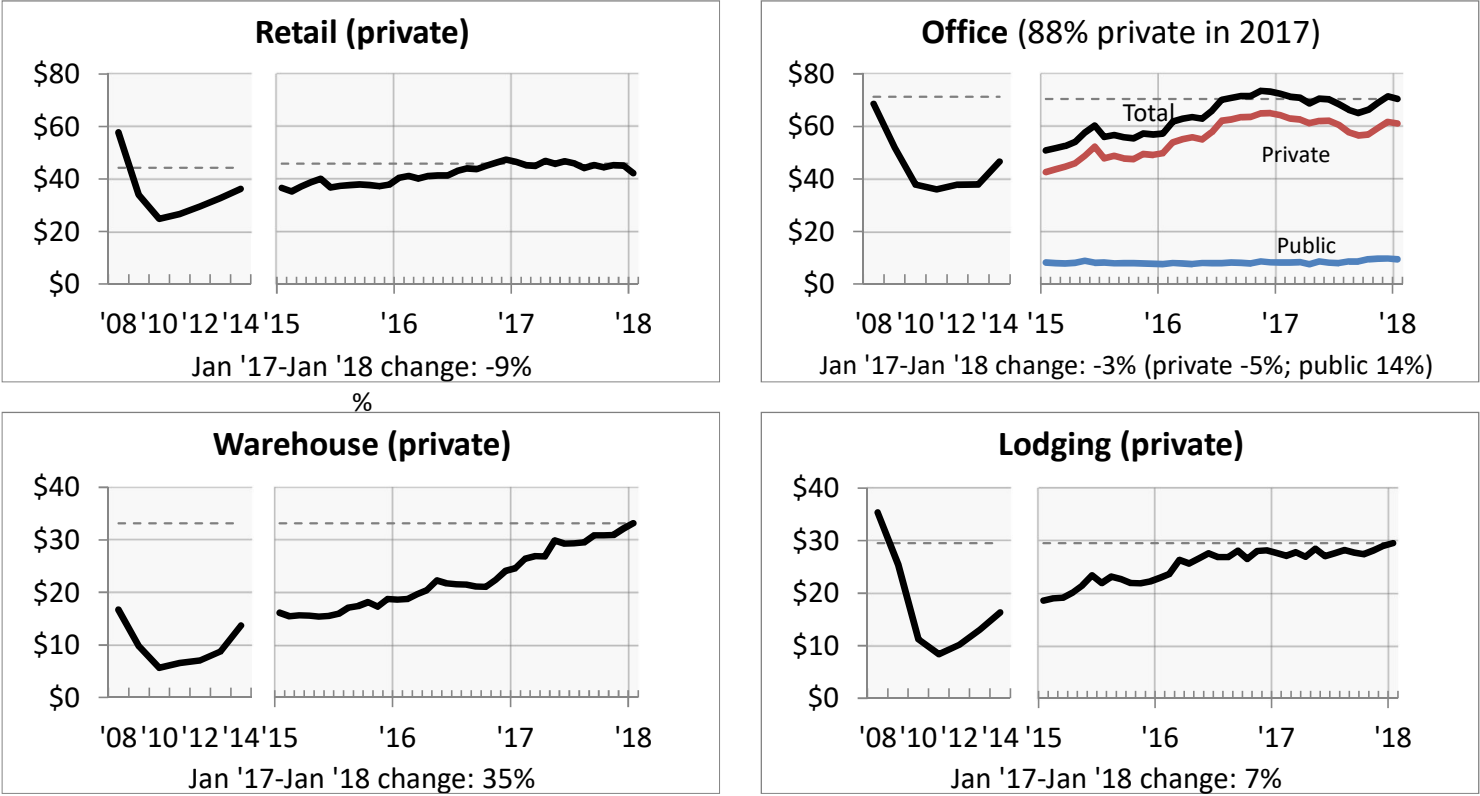 Retail (private)
$80
$60
$40
$20
$0
'08 '10 '12 '14 '15 '16 '17 '18
Jan '17-Jan '18 change: -9%
%
Office (88% private in 2017)
$80
$60
$40
$20
$0
Total
Private
Public
'08 '10 '12 '14 '15 '16 '17 '18
Jan '17-Jan '18 change: -3% (private -5%; public 14%)
Warehouse (private)
$40
$30
$20
$10
$0
'08 '10 '12 '14 '15 '16 '17 '18
Jan '17-Jan '18 change: 35%
Lodging (private)
$40
$30
$20
$10
$0
'08 '10 '12 '14 '15 '16 '17 '18
Jan '17-Jan '18 change: 7%